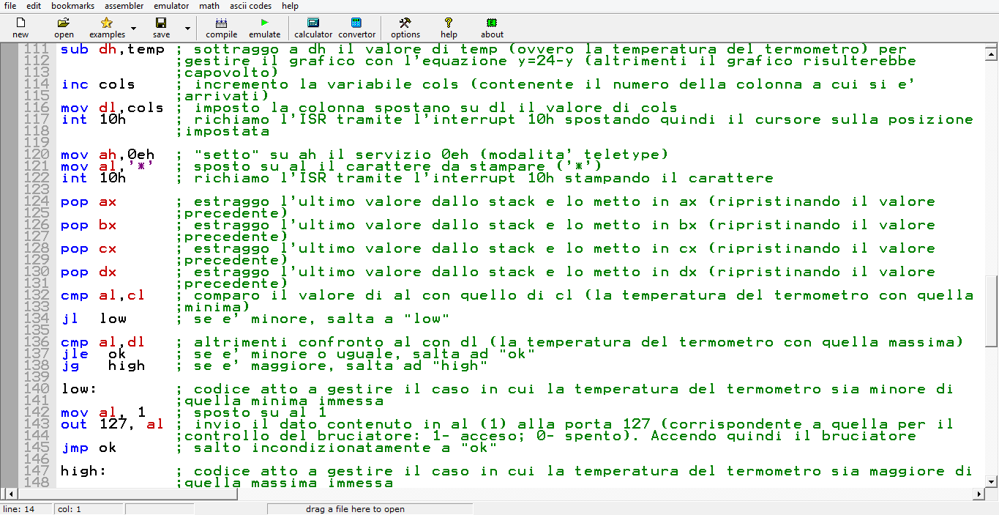 file edit bookmarks assembler emulator math ascii codes help
new open examples save compile emulate calculator convertor options help about
111 sub dh,temp ; sottraggo a dh il valore di temp (ovvero la temperatura del termometro) per
112 ;gestire il grafico con l'equazione y=24-y (altrimenti il grafico risulterebbe
113 ;capovolto)
114 inc cols ; incremento la variabile cols (contenente il numero della colonna a cui si e'
115 ;arrivati)
116 mov dl,cols ; imposto la colonna spostano su dl il valore di cols
117 int 10h ; richiamo l'ISR tramite l'interrupt 10h spostando quindi il cursore sulla posizione
118 ;impostata
119
120 mov ah,0eh ; "setto" su ah il servizio 0eh (modalita' teletype)
121 mov al,'*' ; sposto su al il carattere da stampare ('*')
122 int 10h ; richiamo l'ISR tramite l'interrupt 10h stampando il carattere
123
124 pop ax ; estraggo l'ultimo valore dallo stack e lo metto in ax (ripristinando il valore
125 ;precedente)
126 pop bx ; estraggo l'ultimo valore dallo stack e lo metto in bx (ripristinando il valore
127 ;precedente)
128 pop cx ; estraggo l'ultimo valore dallo stack e lo metto in cx (ripristinando il valore
129 ;precedente)
130 pop dx ; estraggo l'ultimo valore dallo stack e lo metto in dx (ripristinando il valore
131 ;precedente)
132 cmp al,cl ; comparo il valore di al con quello di cl (la temperatura del termometro con quella
133 ;minima)
134 jl low ; se e' minore, salta a "low"
135
136 cmp al,dl ; altrimenti confronto al con dl (la temperatura del termometro con quella massima)
137 jle ok ; se e' minore o uguale, salta ad "ok"
138 jg high ; se e' maggiore, salta ad "high"
139
140 low: ; codice atto a gestire il caso in cui la temperatura del termometro sia minore di
141 ;quella minima immessa
142 mov al, 1 ; sposto su al 1
143 out 127, al ; invio il dato contenuto in al (1) alla porta 127 (corrispondente a quella per il
144 ;controllo del bruciatore: 1- acceso; 0- spento). Accendo quindi il bruciatore
145 jmp ok ; salto incondizionatamente a "ok"
146
147 high: ; codice atto a gestire il caso in cui la temperatura del termometro sia maggiore di
148 ;quella massima immessa
line: 14 col: 1 drag a file here to open